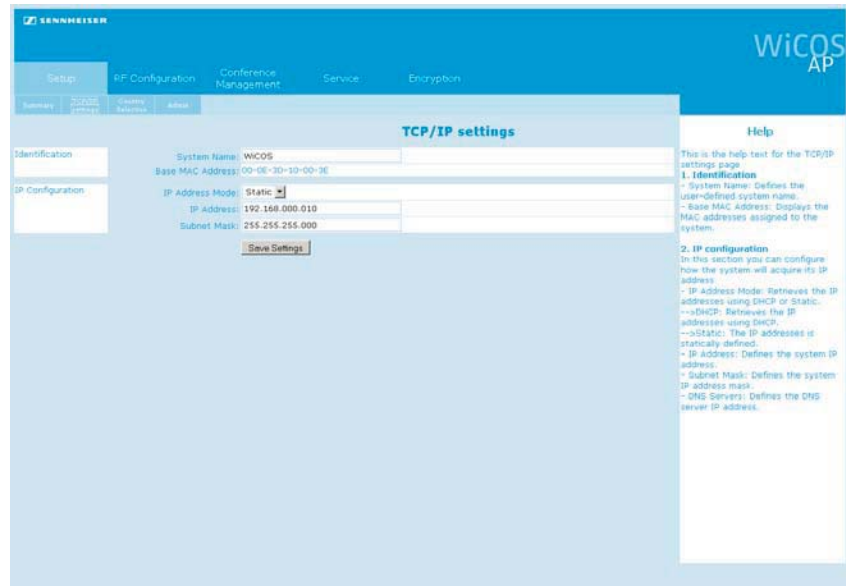 SENNHEISER
WiCOS
AP
Setup
RF Configuration
Conference
Management
Service
Encryption
Summary
TCP/IP
settings
Country
Selection
Admin
TCP/IP settings
Identification
System Name: WiCOS
Base MAC Address: 00-0E-3D-10-00-3E
IP Configuration
IP Address Mode: Static
IP Address: 192.168.000.010
Subnet Mask: 255.255.255.000
Save Settings
Help
This is the help text for the TCP/IP
settings page
1. Identification
- System Name: Defines the
user-defined system name.
- Base MAC Address: Displays the
MAC addresses assigned to the
system.
2. IP configuration
In this section you can configure
how the system will acquire its IP
address
- IP Address Mode: Retrieves the IP
addresses using DHCP or Static.
-->DHCP: Retrieves the IP
addresses using DHCP.
-->Static: The IP addresses is
statically defined.
- IP Address: Defines the system IP
address.
- Subnet Mask: Defines the system
IP address mask.
- DNS Servers: Defines the DNS
server IP address.